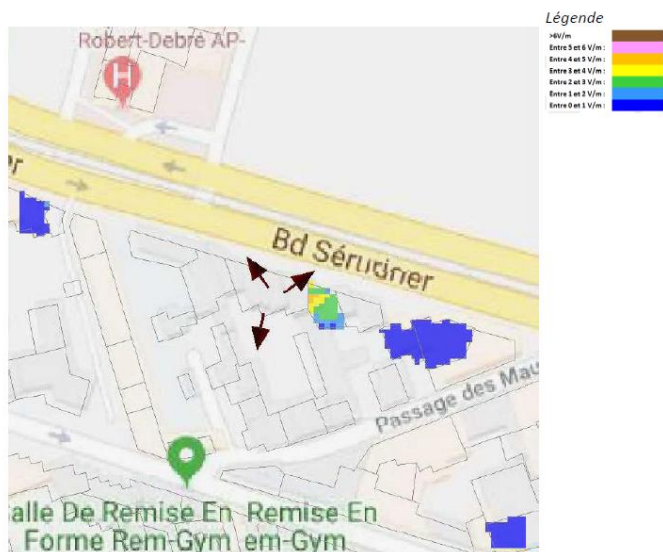 Légende
>6V/m
Entre 5 et 6 V/m :
Entre 4 et 5 V/m :
Entre 3 et 4 V/m :
Entre 2 et 3 V/m :
Entre 1 et 2 V/m :
Entre 0 et 1 V/m :
Robert-Debré AP-
H
er
Bd Sérurier
Passage des Mau
alle De Remise En Remise En
Forme Rem-Gym em-Gym